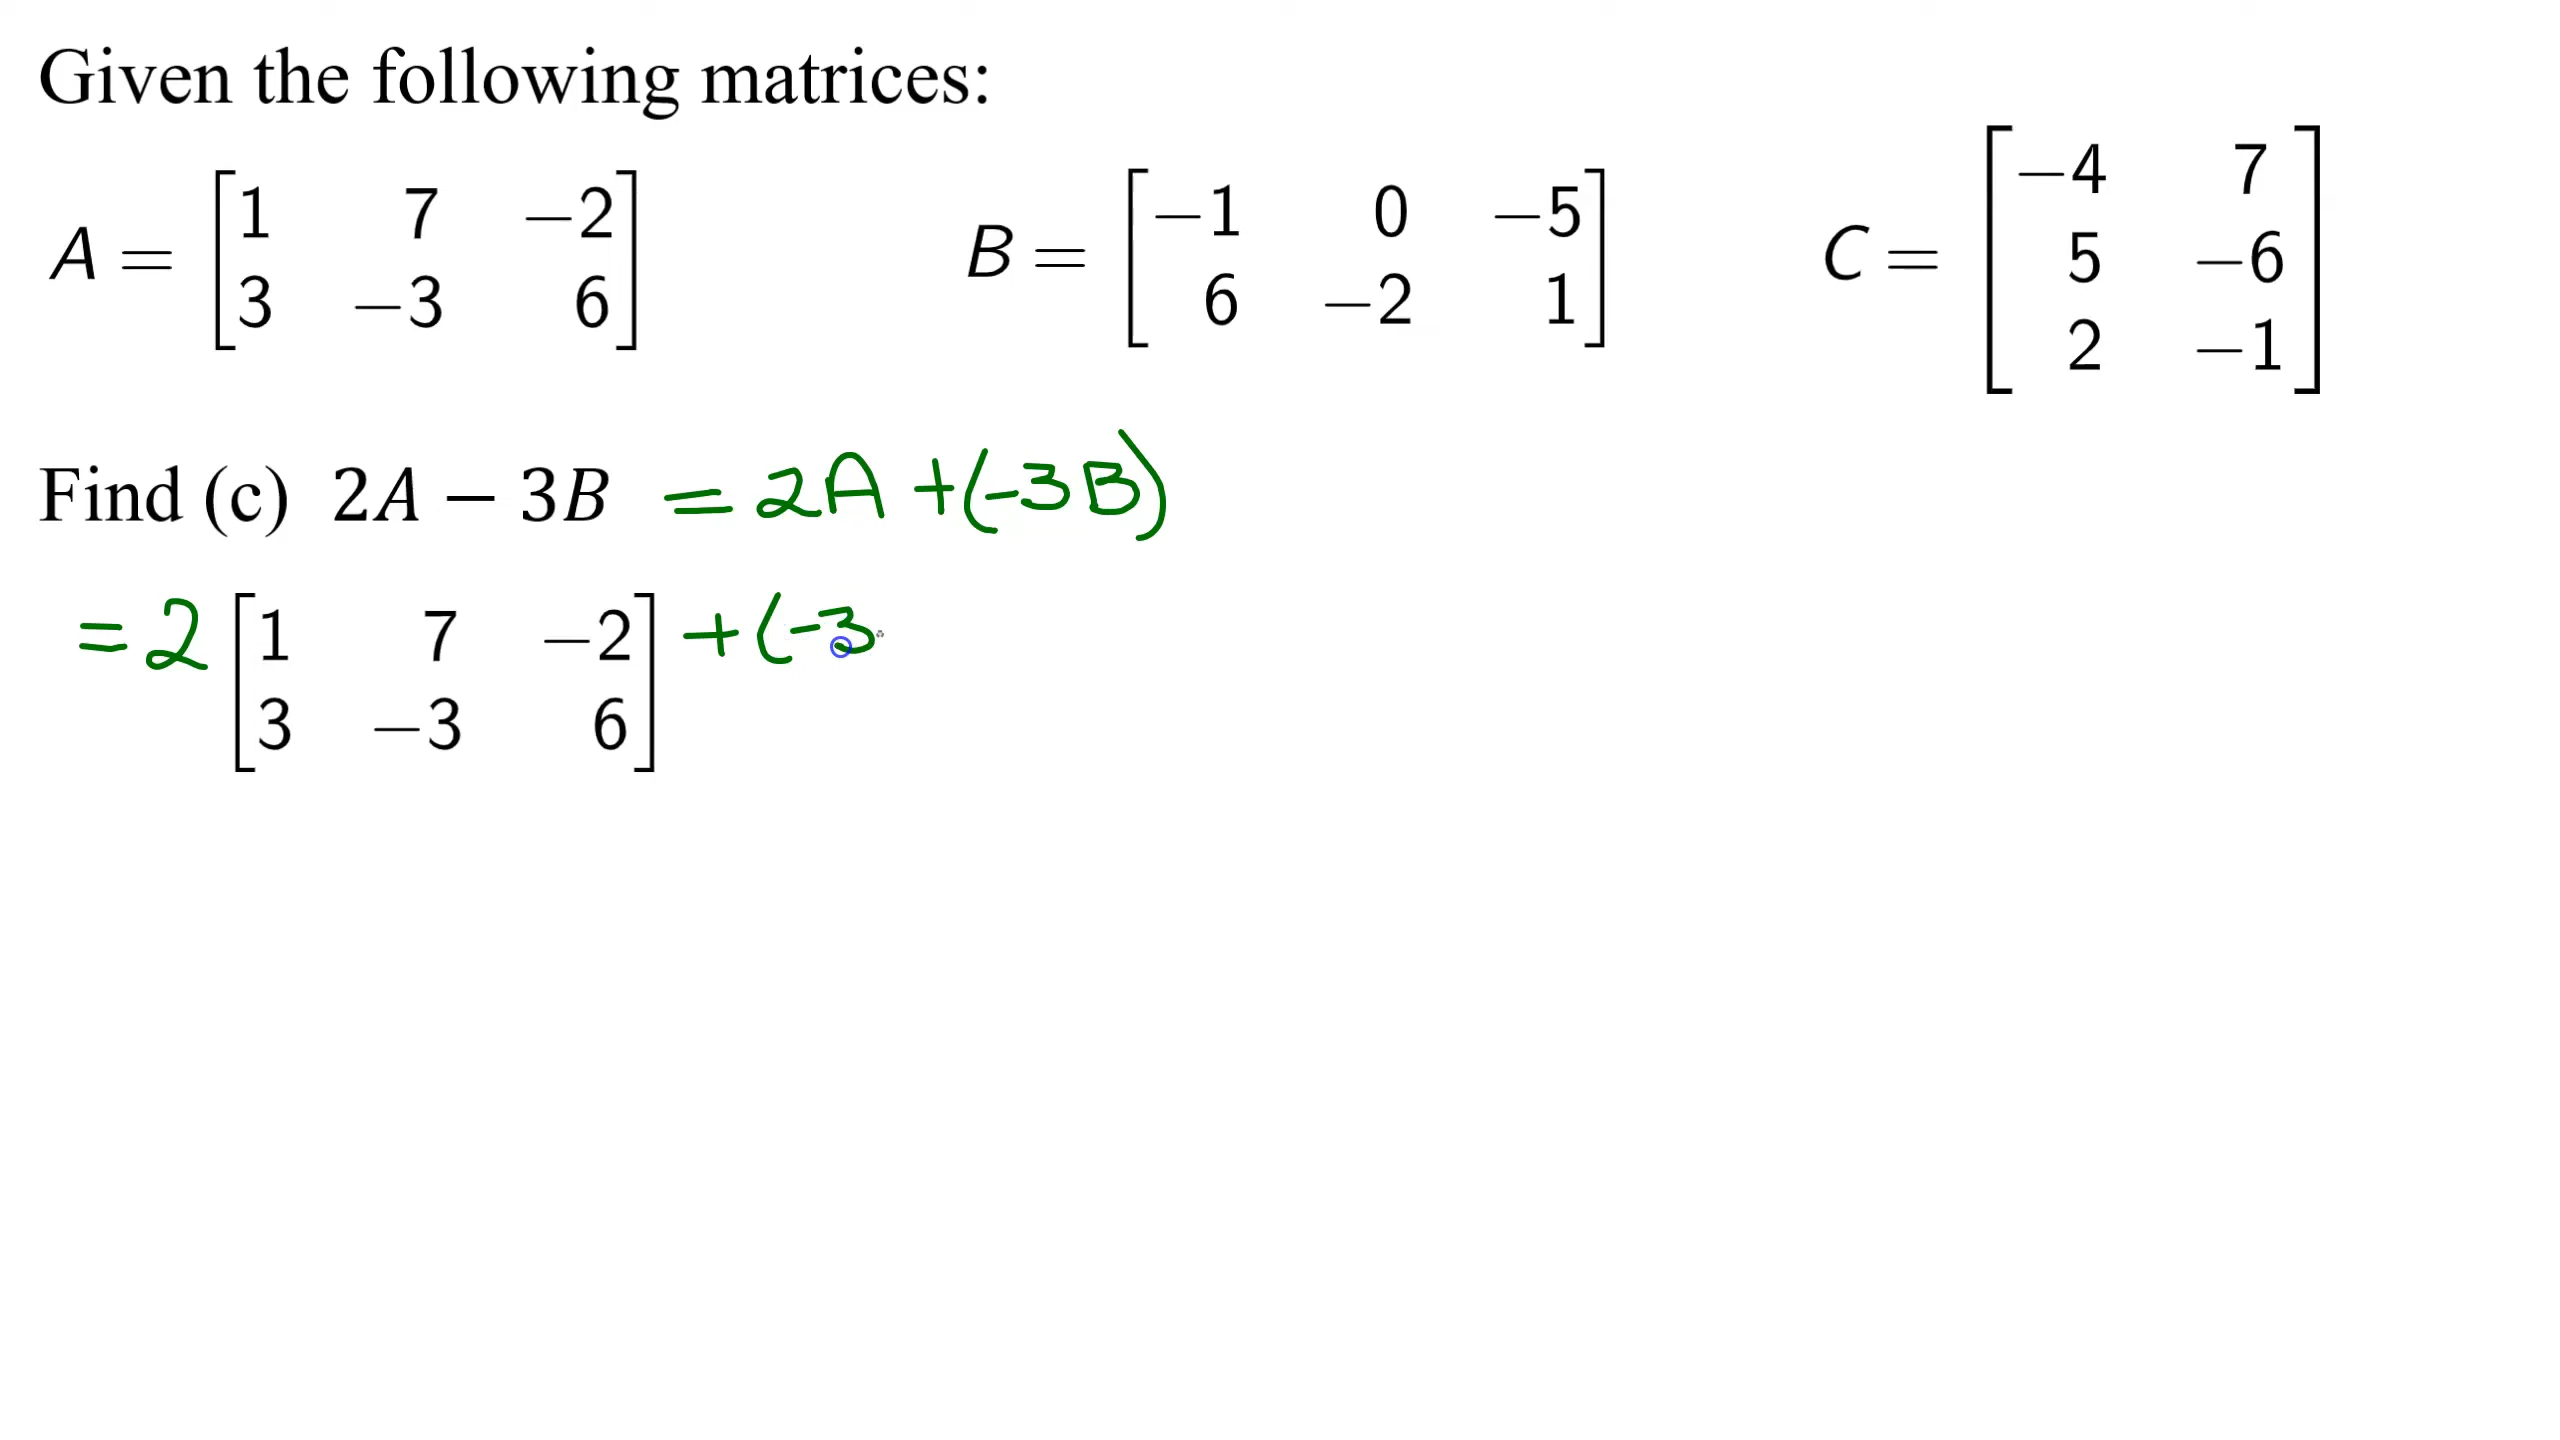 Given the following matrices:
A = [1 7 −2; 3 −3 6] B = [−1 0 −5; 6 −2 1] C = [−4 7; 5 −6; 2 −1]
Find (c) 2A − 3B = 2A + (-3B)
= 2 [1 7 −2; 3 −3 6] + (-3